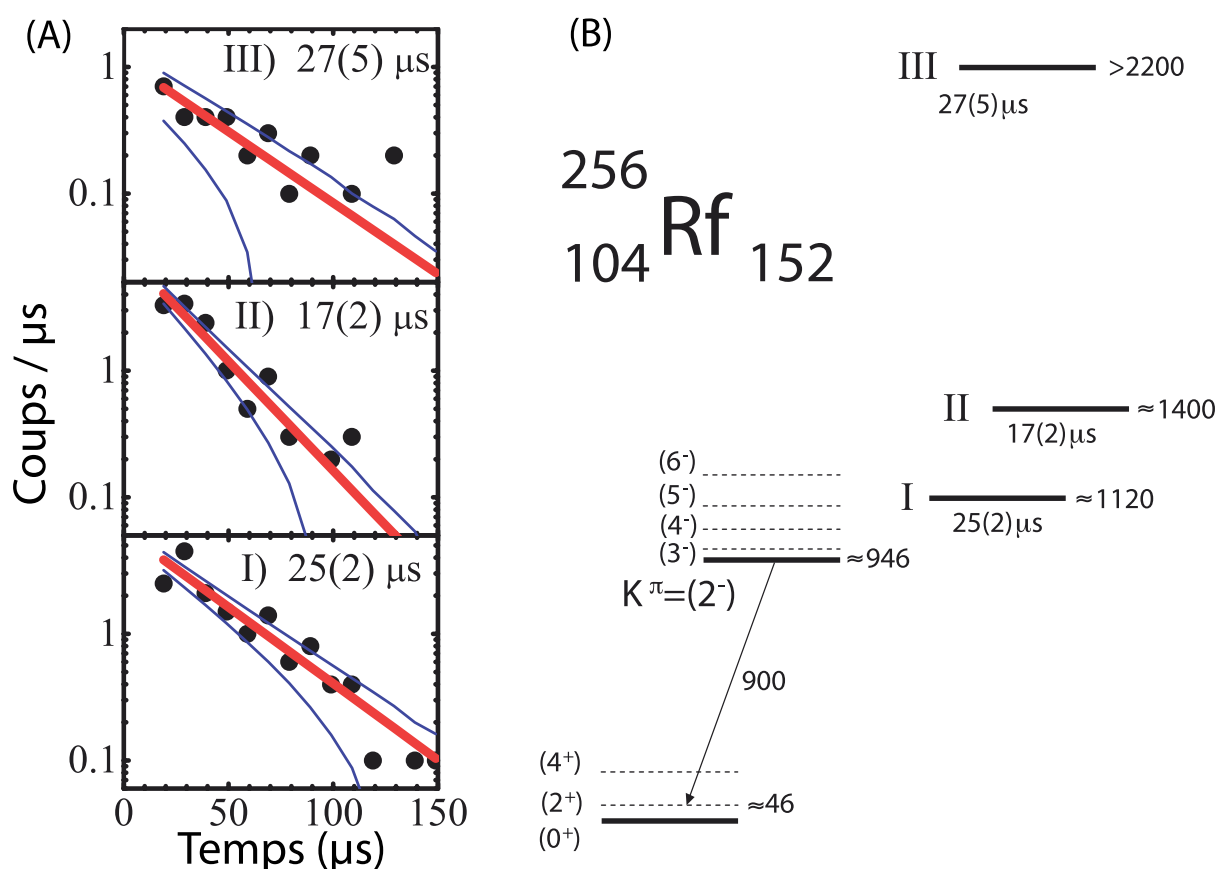 (A)
III) 27(5) μs
1
0.1
II) 17(2) μs
1
0.1
I) 25(2) μs
1
0.1
0 50 100 150
Temps (μs)
Coups / μs
(B)
III >2200
27(5) μs
256
104 Rf 152
II ≈1400
17(2) μs
I ≈1120
25(2) μs
(6⁻)
(5⁻)
(4⁻)
(3⁻)
≈946
K π=(2⁻)
900
(4⁺)
(2⁺) ≈46
(0⁺)